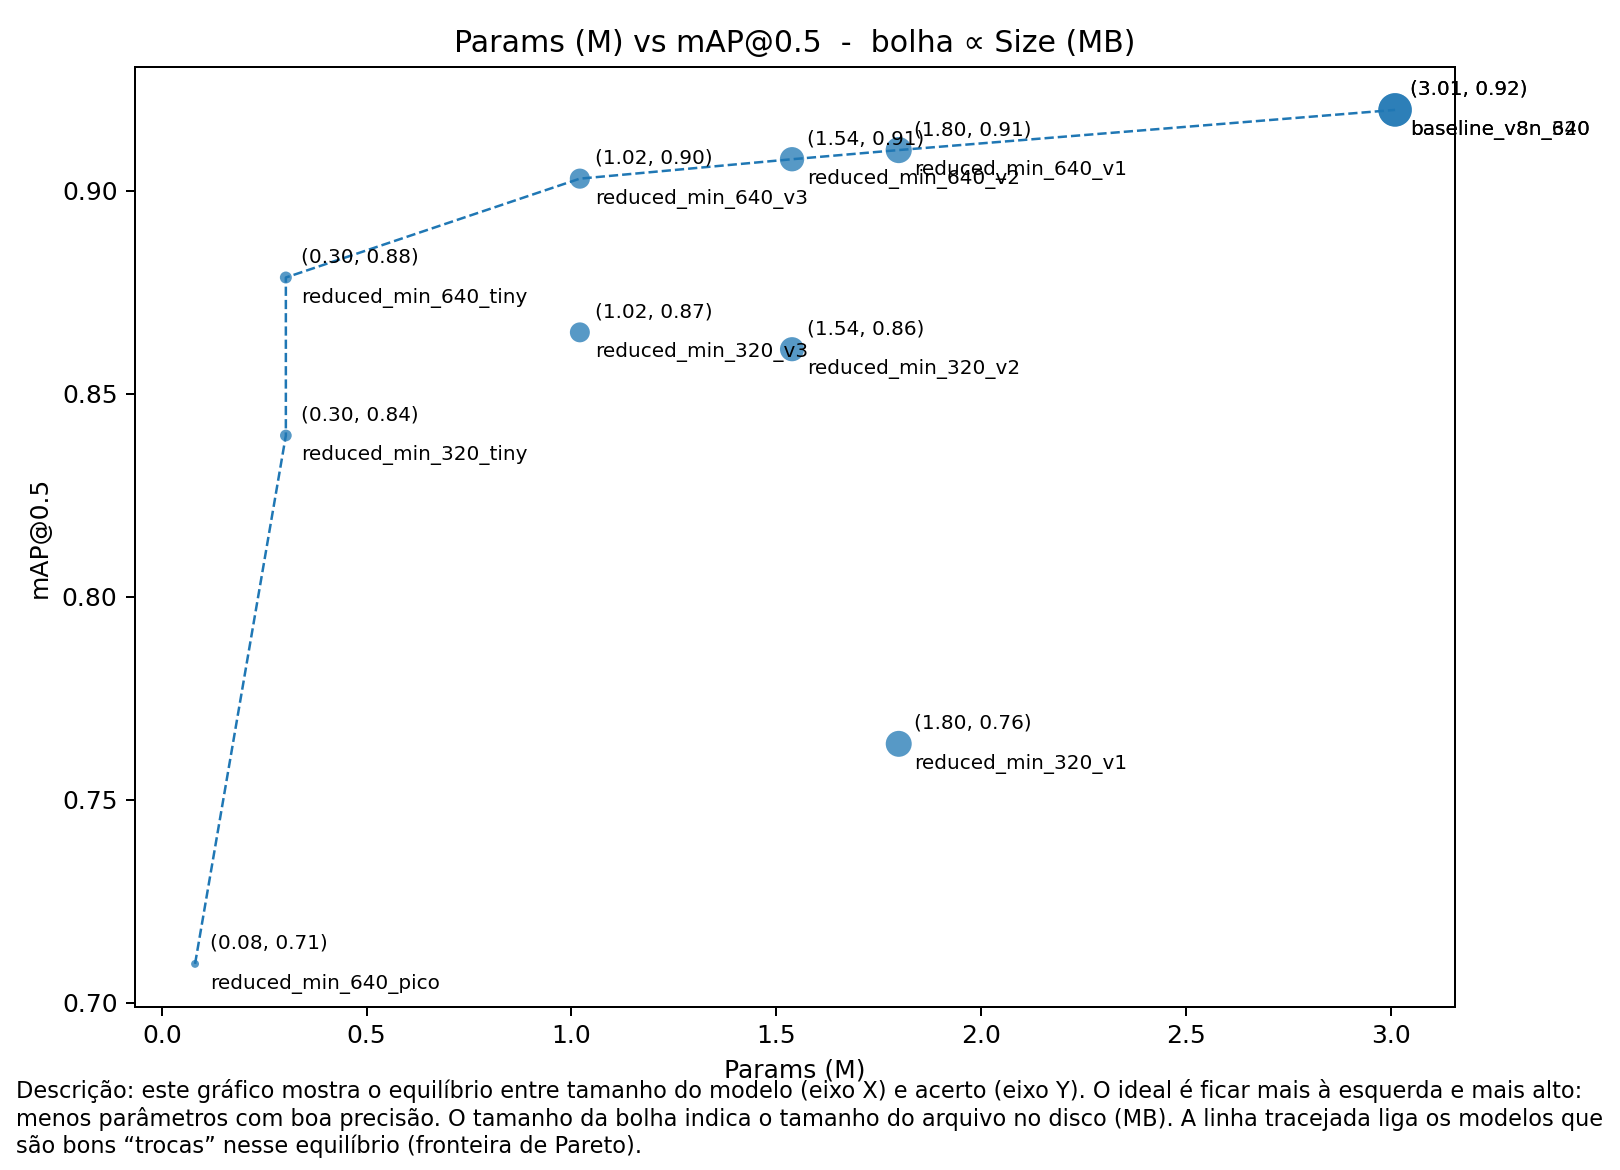 Params (M) vs mAP@0.5 - bolha ∝ Size (MB)
(3.01, 0.92)
baseline_v8n_640
(1.80, 0.91)
reduced_min_640_v1
(1.54, 0.91)
reduced_min_640_v2
(1.02, 0.90)
reduced_min_640_v3
(0.30, 0.88)
reduced_min_640_tiny
(1.02, 0.87)
reduced_min_320_v3
(1.54, 0.86)
reduced_min_320_v2
(0.30, 0.84)
reduced_min_320_tiny
(1.80, 0.76)
reduced_min_320_v1
(0.08, 0.71)
reduced_min_640_pico
mAP@0.5
0.90
0.85
0.80
0.75
0.70
0.0 0.5 1.0 1.5 2.0 2.5 3.0
Params (M)
Descrição: este gráfico mostra o equilíbrio entre tamanho do modelo (eixo X) e acerto (eixo Y). O ideal é ficar mais à esquerda e mais alto:
menos parâmetros com boa precisão. O tamanho da bolha indica o tamanho do arquivo no disco (MB). A linha tracejada liga os modelos que
são bons “trocas” nesse equilíbrio (fronteira de Pareto).